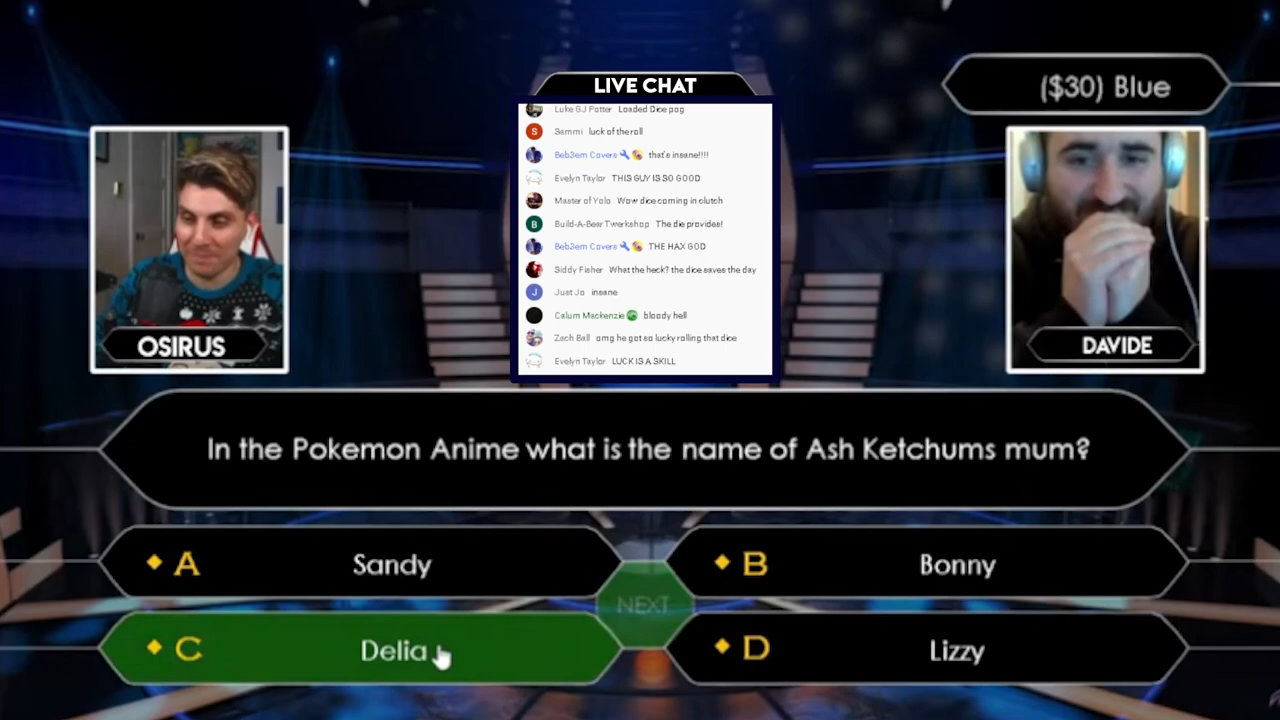 LIVE CHAT
($30) Blue
Luke GJ Potter Loaded Dice pog
S Sammi luck of the roll
Beb3em Covers that's insane!!!!
Evelyn Taylor THIS GUY IS SO GOOD
Master of Yolo Wow dice coming in clutch
B Build-A-Bear Twerkshop The die provides!
Beb3em Covers THE HAX GOD
Siddy Fisher What the heck? the dice saves the day
J Just Jo insane
Calum Mackenzie bloody hell
Zach Ball omg he got so lucky rolling that dice
Evelyn Taylor LUCK IS A SKILL
OSIRUS
DAVIDE
In the Pokemon Anime what is the name of Ash Ketchums mum?
A Sandy
B Bonny
NEXT
C Delia
D Lizzy